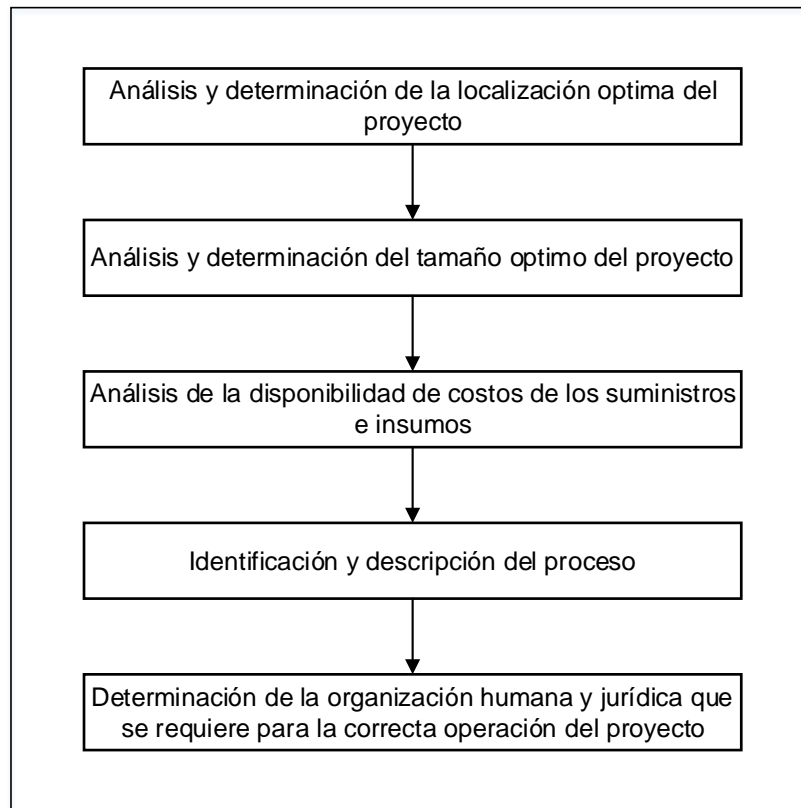 Análisis y determinación de la localización optima del
proyecto
Análisis y determinación del tamaño optimo del proyecto
Análisis de la disponibilidad de costos de los suministros
e insumos
Identificación y descripción del proceso
Determinación de la organización humana y jurídica que
se requiere para la correcta operación del proyecto